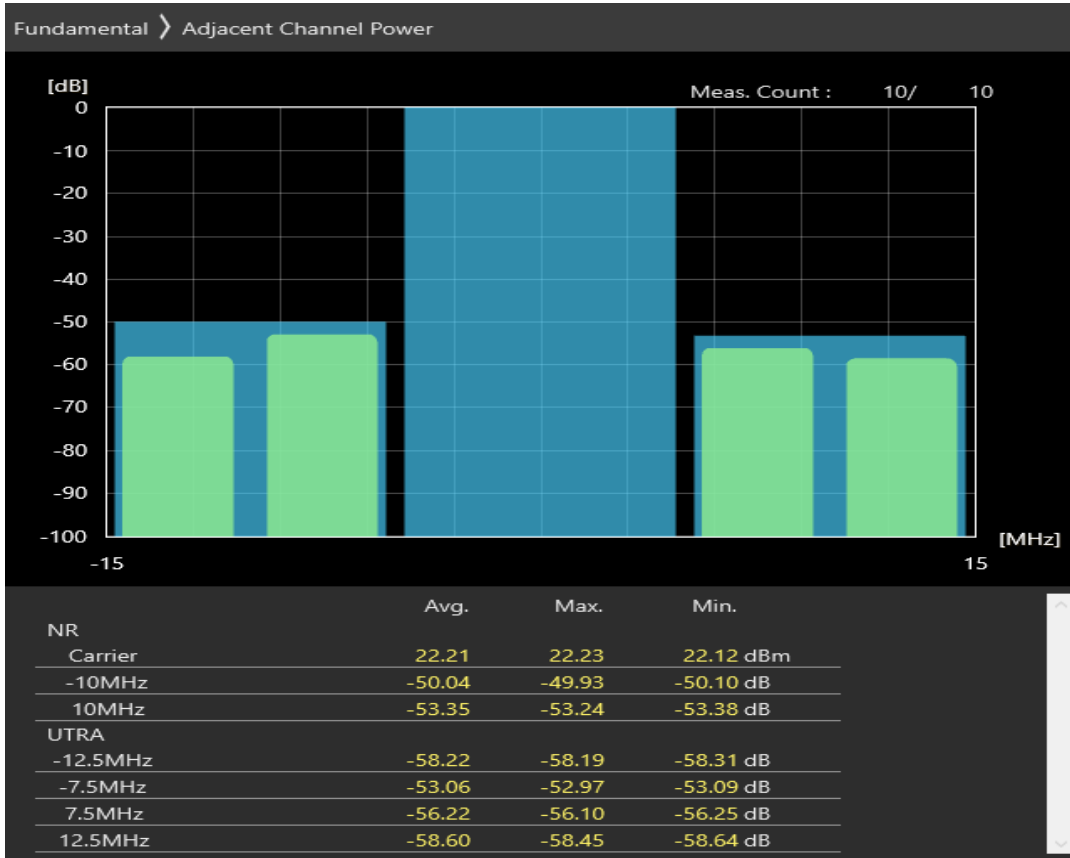 Fundamental ❯ Adjacent Channel Power
[dB]
Meas. Count : 10/ 10
0
-10
-20
-30
-40
-50
-60
-70
-80
-90
-100
[MHz]
-15 15
Avg. Max. Min.
NR
Carrier 22.21 22.23 22.12 dBm
-10MHz -50.04 -49.93 -50.10 dB
10MHz -53.35 -53.24 -53.38 dB
UTRA
-12.5MHz -58.22 -58.19 -58.31 dB
-7.5MHz -53.06 -52.97 -53.09 dB
7.5MHz -56.22 -56.10 -56.25 dB
12.5MHz -58.60 -58.45 -58.64 dB